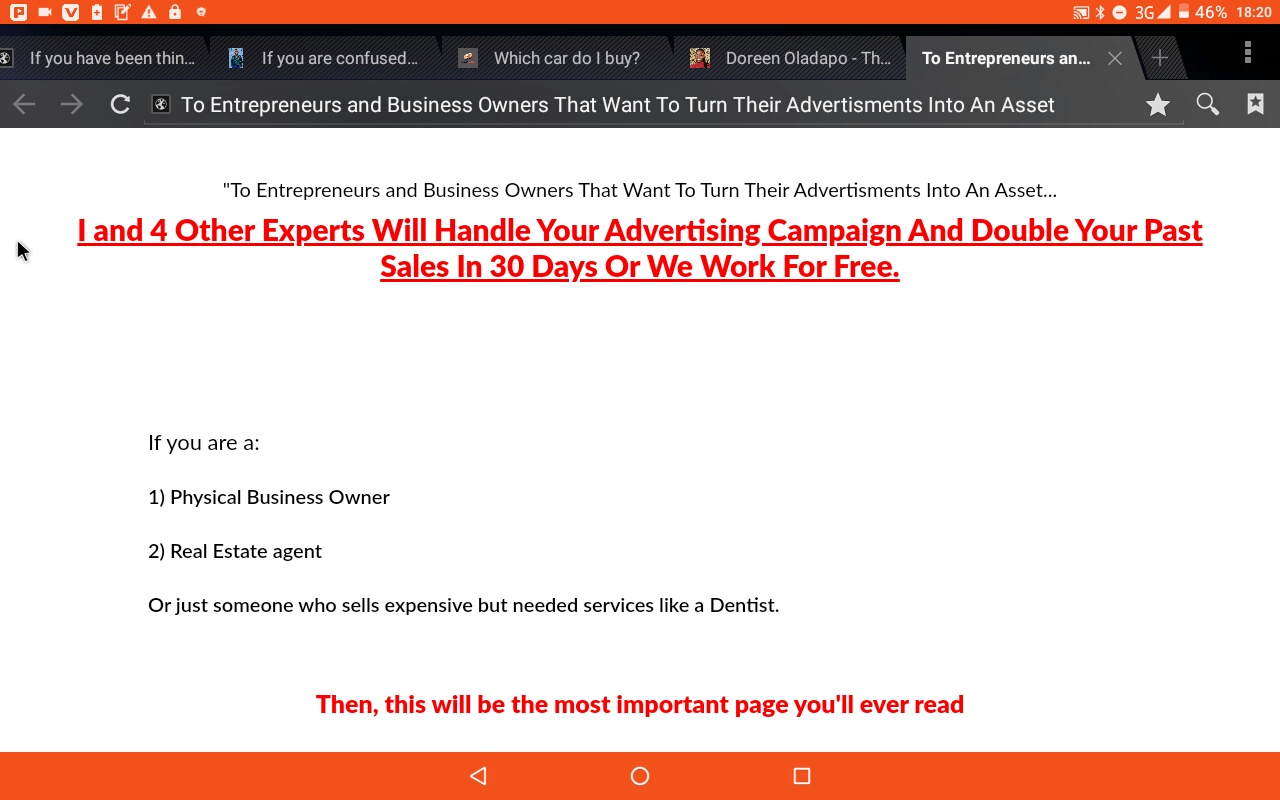 3G 46% 18:20
If you have been thin...
If you are confused...
Which car do I buy?
Doreen Oladapo - Th...
To Entrepreneurs an...
To Entrepreneurs and Business Owners That Want To Turn Their Advertisments Into An Asset
"To Entrepreneurs and Business Owners That Want To Turn Their Advertisments Into An Asset...
I and 4 Other Experts Will Handle Your Advertising Campaign And Double Your Past
Sales In 30 Days Or We Work For Free.
If you are a:
1) Physical Business Owner
2) Real Estate agent
Or just someone who sells expensive but needed services like a Dentist.
Then, this will be the most important page you'll ever read